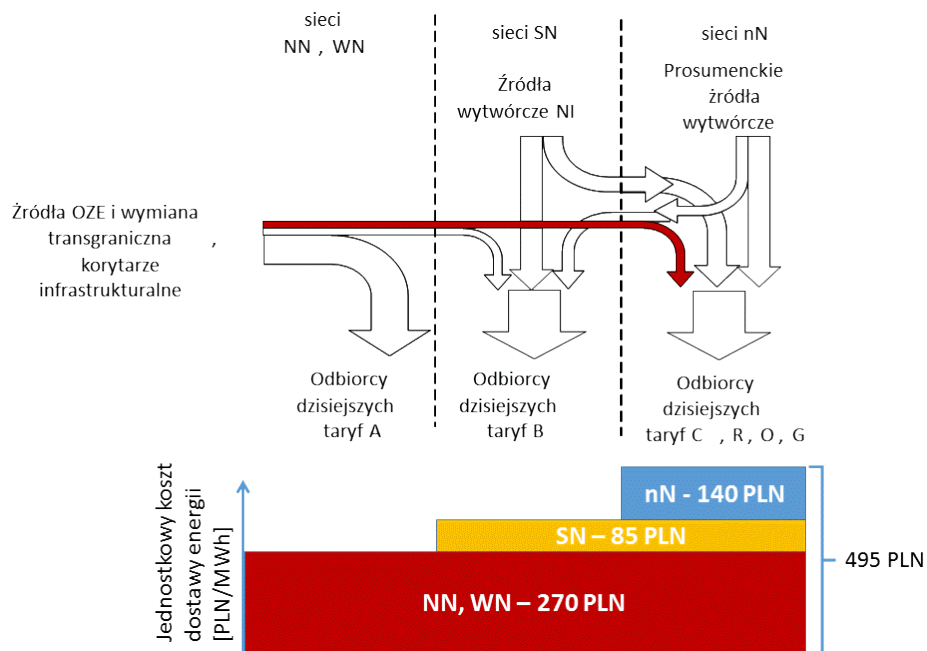 sieci
NN , WN
sieci SN
sieci nN
Źródła
wytwórcze NI
Prosumenckie
źródła
wytwórcze
Żródła OZE i wymiana
transgraniczna ,
korytarze
infrastrukturalne
Odbiorcy
dzisiejszych
taryf A
Odbiorcy
dzisiejszych
taryf B
Odbiorcy
dzisiejszych
taryf C , R, O , G
Jednostkowy koszt
dostawy energii
[PLN/MWh]
nN - 140 PLN
SN – 85 PLN
NN, WN – 270 PLN
495 PLN